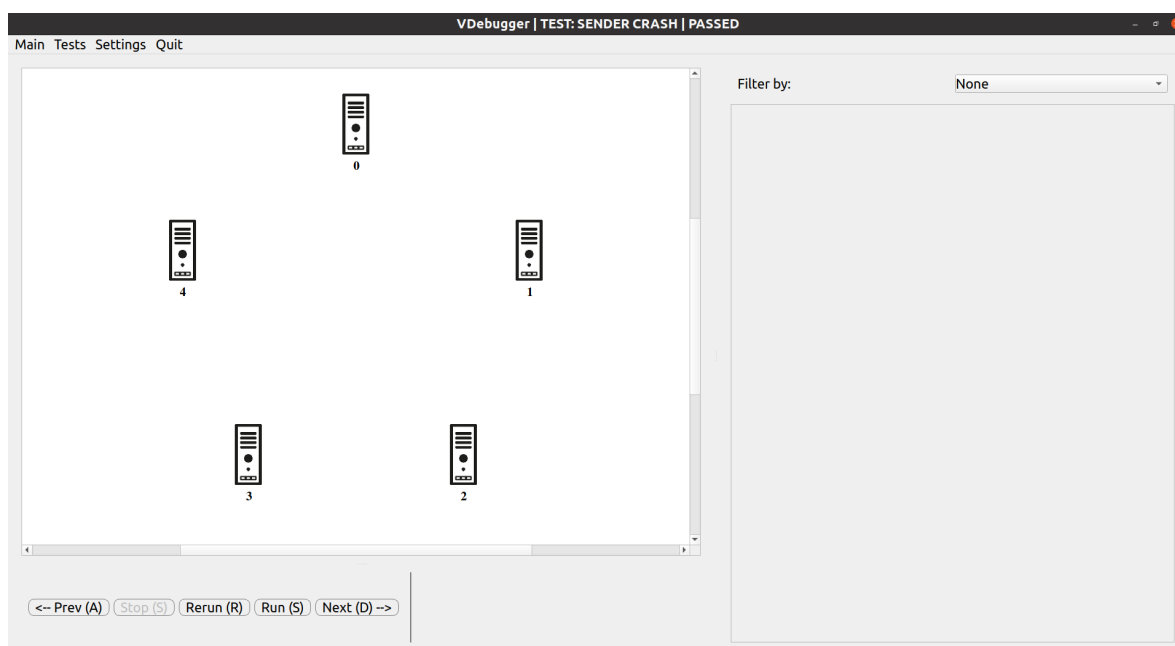 VDebugger | TEST: SENDER CRASH | PASSED
Main Tests Settings Quit
Filter by: None
0
4 1
3 2
<-- Prev (A) Stop (S) Rerun (R) Run (S) Next (D) -->